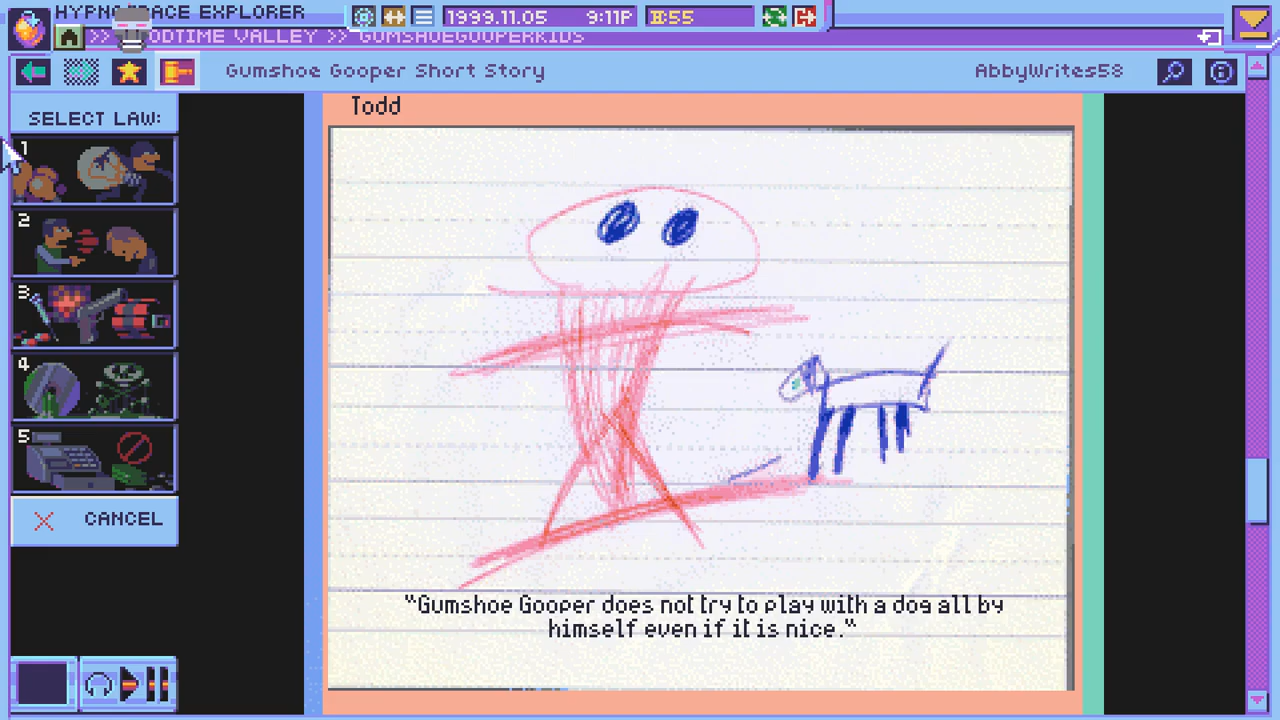 HYPNOSPACE EXPLORER
1999.11.05 9:11P 55
>> GOODTIME VALLEY >> GUMSHOEGOOPERKIDS
Gumshoe Gooper Short Story AbbyWrites58
SELECT LAW:
1
2
3
4
5
CANCEL
Todd
"Gumshoe Gooper does not try to play with a dog all by
himself even if it is nice."